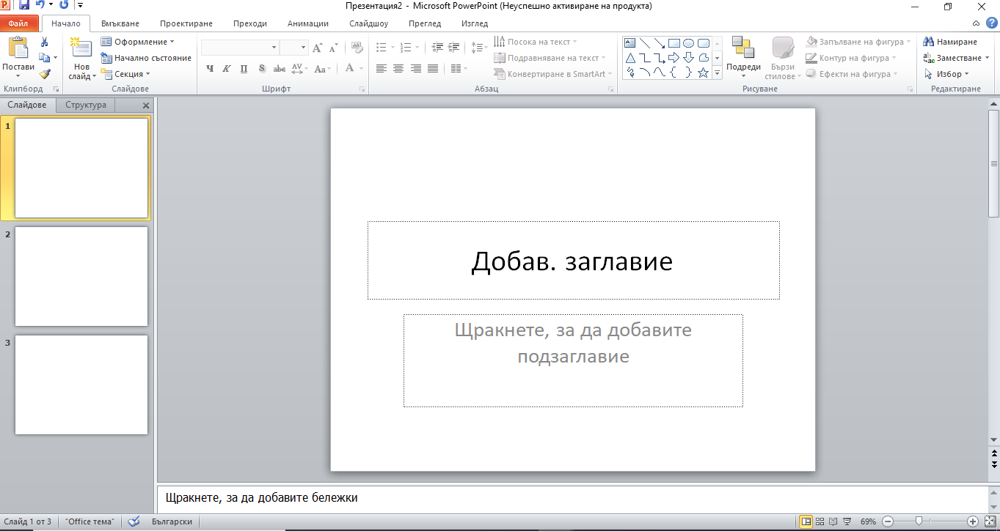 Презентация2 - Microsoft PowerPoint (Неуспешно активиране на продукта)
Файл Начало Вмъкване Проектиране Преходи Анимации Слайдшоу Преглед Изглед
Постави
Клипборд
Нов слайд
Оформление
Начално състояние
Секция
Слайдове
Ч К П S abc AV Aa A
Шрифт
Посока на текст
Подравняване на текст
Конвертиране в SmartArt
Абзац
Подреди
Бързи стилове
Запълване на фигура
Контур на фигура
Ефекти на фигура
Рисуване
Намиране
Заместване
Избор
Редактиране
Слайдове Структура
1
2
3
Добав. заглавие
Щракнете, за да добавите
подзаглавие
Щракнете, за да добавите бележки
Слайд 1 от 3 "Office тема" Български 69%